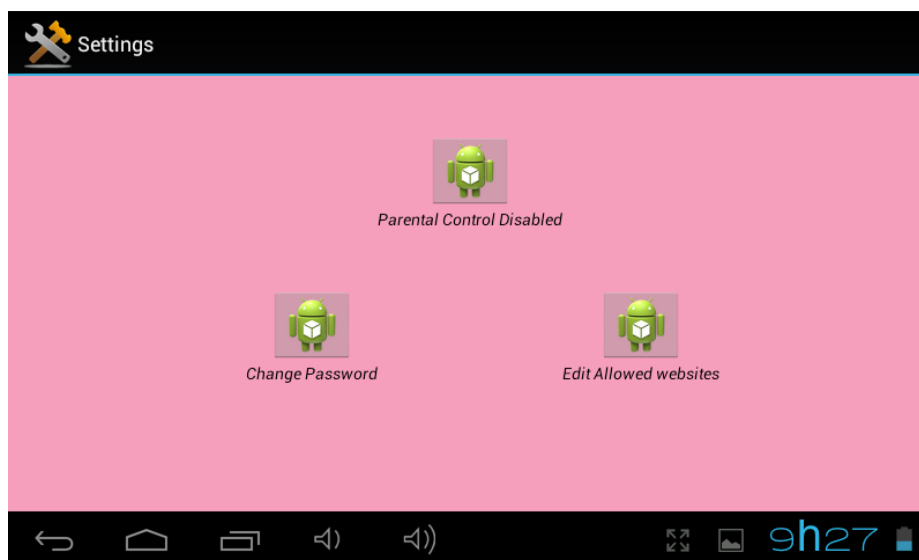 Settings
Parental Control Disabled
Change Password
Edit Allowed websites
9h27